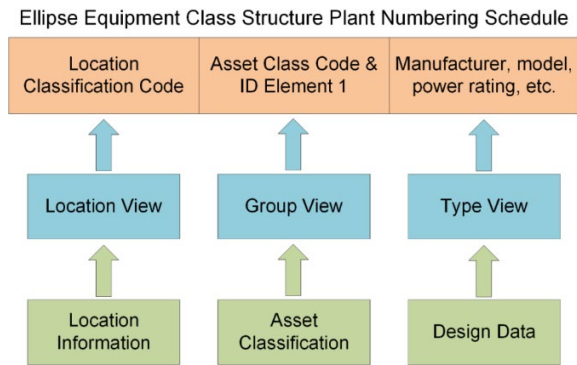 Ellipse Equipment Class Structure Plant Numbering Schedule
Location
Classification Code
Asset Class Code &
ID Element 1
Manufacturer, model,
power rating, etc.
Location View
Group View
Type View
Location
Information
Asset
Classification
Design Data